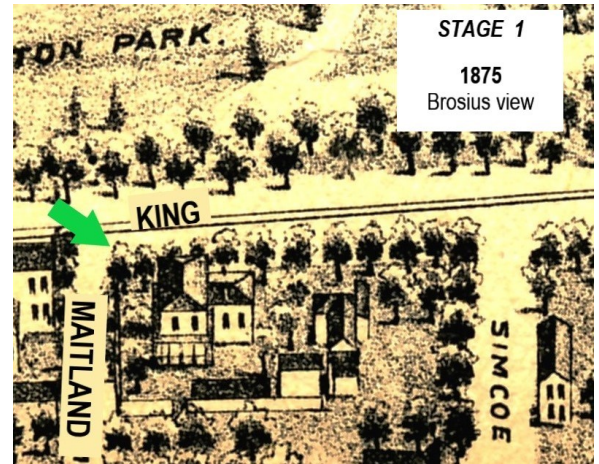 TON PARK.
STAGE 1
1875
Brosius view
KING
MAITLAND
SIMCOE